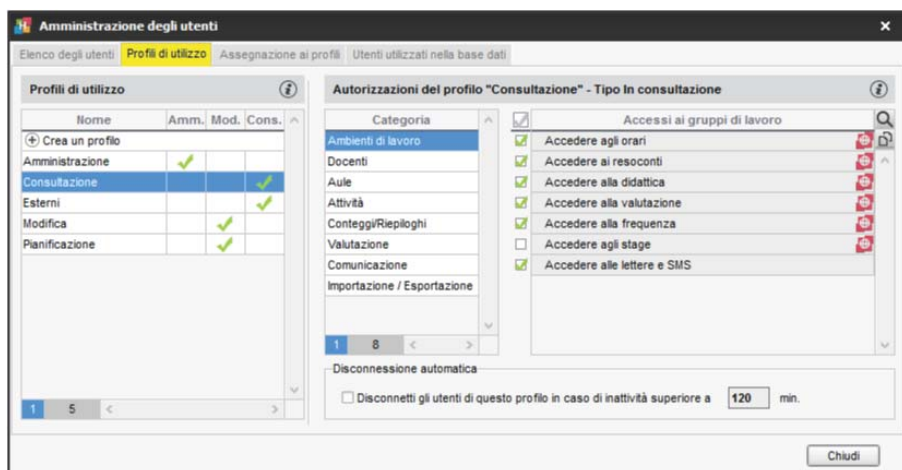 Amministrazione degli utenti
Elenco degli utenti Profili di utilizzo Assegnazione ai profili Utenti utilizzati nella base dati
Profili di utilizzo
Nome Amm. Mod. Cons.
Crea un profilo
Amministrazione
Consultazione
Esterni
Modifica
Pianificazione
1 5
Autorizzazioni del profilo "Consultazione" - Tipo In consultazione
Categoria
Ambienti di lavoro
Docenti
Aule
Attività
Conteggi/Riepiloghi
Valutazione
Comunicazione
Importazione / Esportazione
1 8
Accessi ai gruppi di lavoro
Accedere agli orari
Accedere ai resoconti
Accedere alla didattica
Accedere alla valutazione
Accedere alla frequenza
Accedere agli stage
Accedere alle lettere e SMS
Disconnessione automatica
Disconnetti gli utenti di questo profilo in caso di inattività superiore a 120 min.
Chiudi